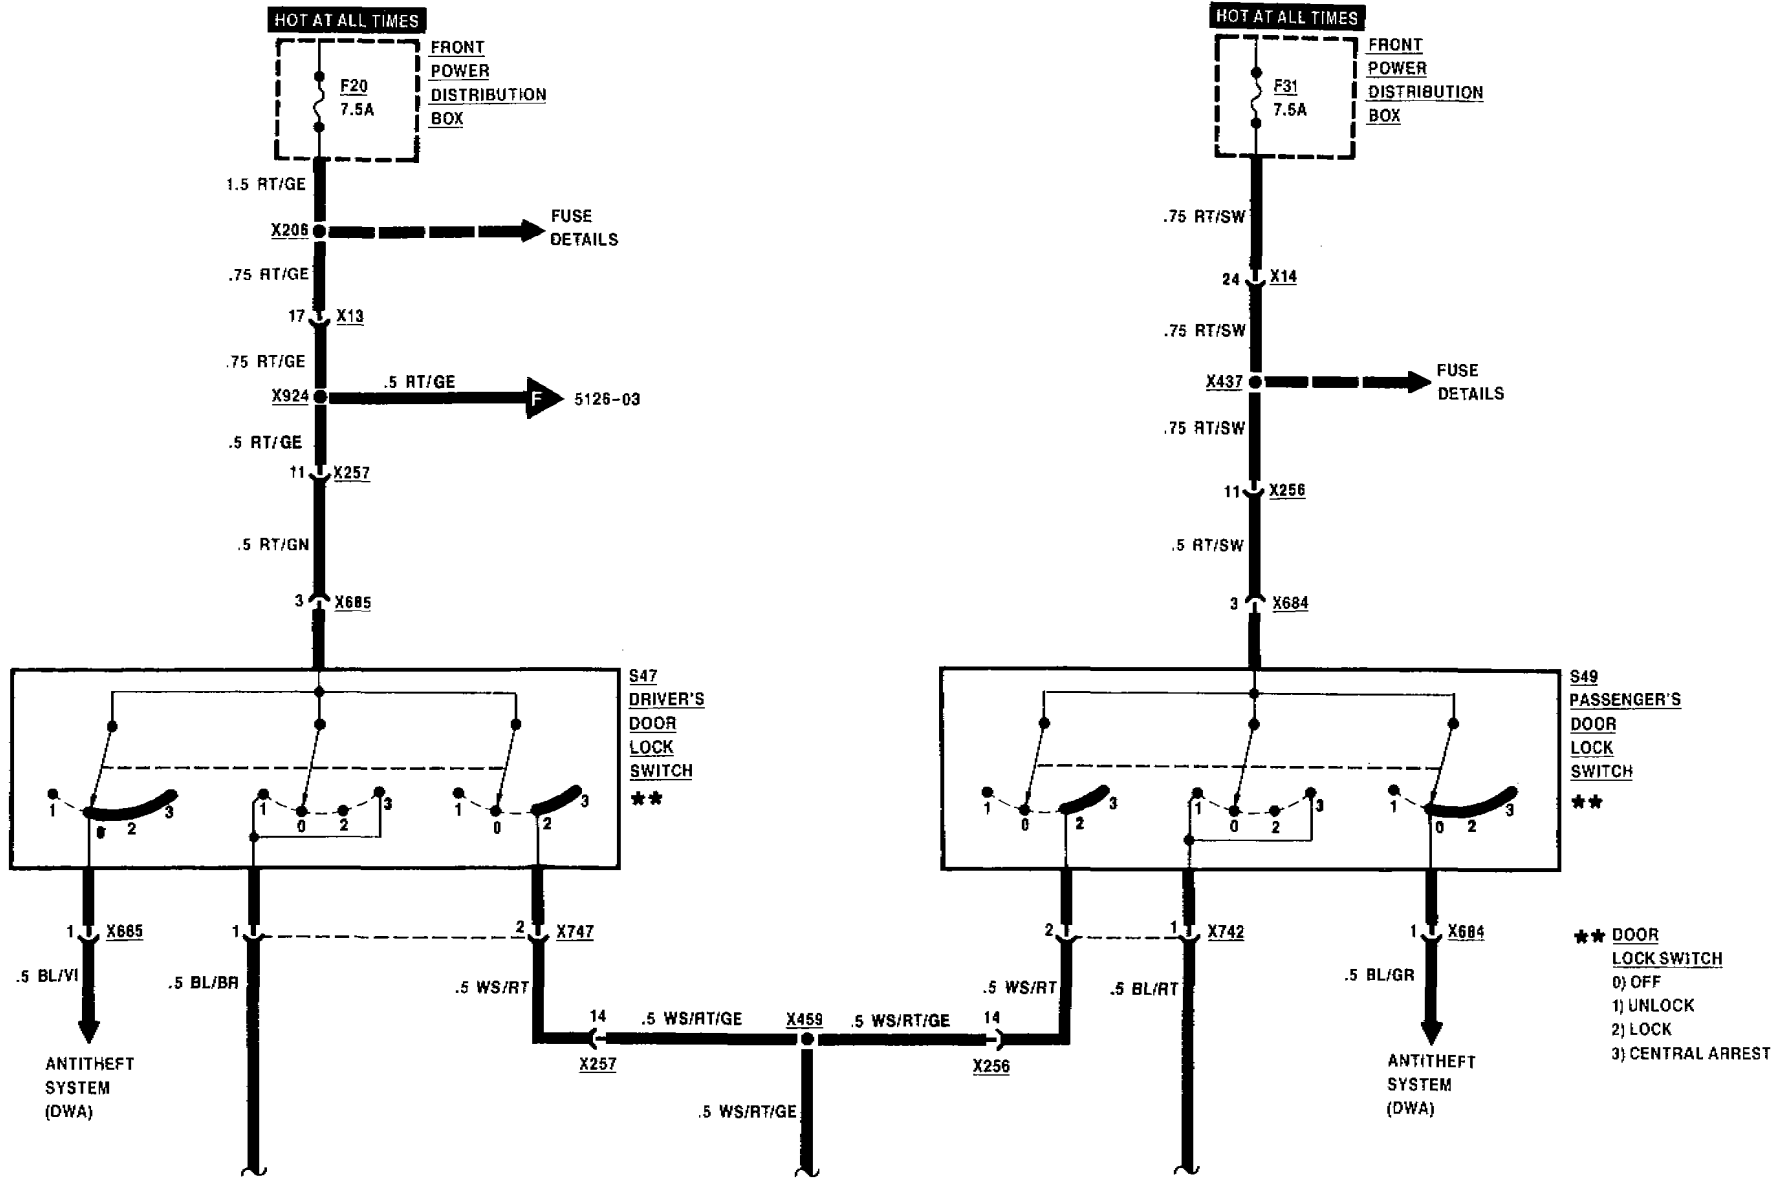 HOT AT ALL TIMES
FRONT
POWER
DISTRIBUTION
BOX
F20
7.5A
1.5 RT/GE
X206
FUSE
DETAILS
.75 RT/GE
17 X13
.75 RT/GE
X924
.5 RT/GE
F
5126-03
.5 RT/GE
11 X257
.5 RT/GN
3 X685
S47
DRIVER'S
DOOR
LOCK
SWITCH
**
1 0 2 3
1 0 2 3
1 0 2 3
1 X685
1
2 X747
.5 BL/VI
.5 BL/BR
.5 WS/RT
ANTITHEFT
SYSTEM
(DWA)
14
X257
.5 WS/RT/GE
X459
.5 WS/RT/GE
14
X256
.5 WS/RT/GE
HOT AT ALL TIMES
FRONT
POWER
DISTRIBUTION
BOX
F31
7.5A
.75 RT/SW
24 X14
.75 RT/SW
X437
FUSE
DETAILS
.75 RT/SW
11 X256
.5 RT/SW
3 X684
S49
PASSENGER'S
DOOR
LOCK
SWITCH
**
1 0 2 3
1 0 2 3
1 0 2 3
2
1 X742
1 X684
.5 WS/RT
.5 BL/RT
.5 BL/GR
ANTITHEFT
SYSTEM
(DWA)
** DOOR
LOCK SWITCH
0) OFF
1) UNLOCK
2) LOCK
3) CENTRAL ARREST